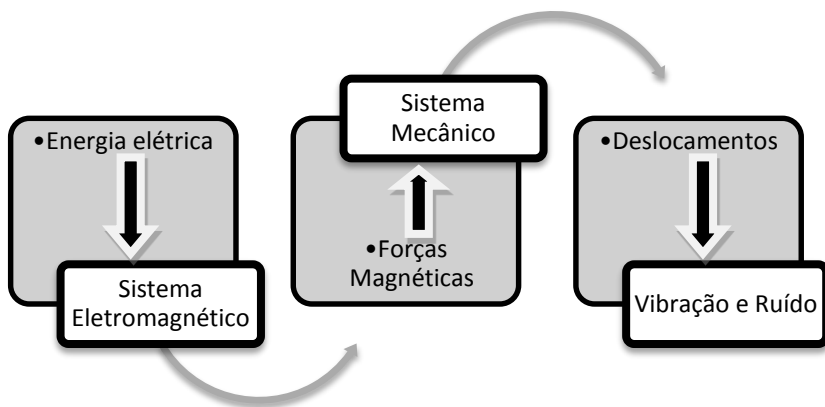 •Energia elétrica
Sistema
Eletromagnético
Sistema
Mecânico
•Forças
Magnéticas
•Deslocamentos
Vibração e Ruído